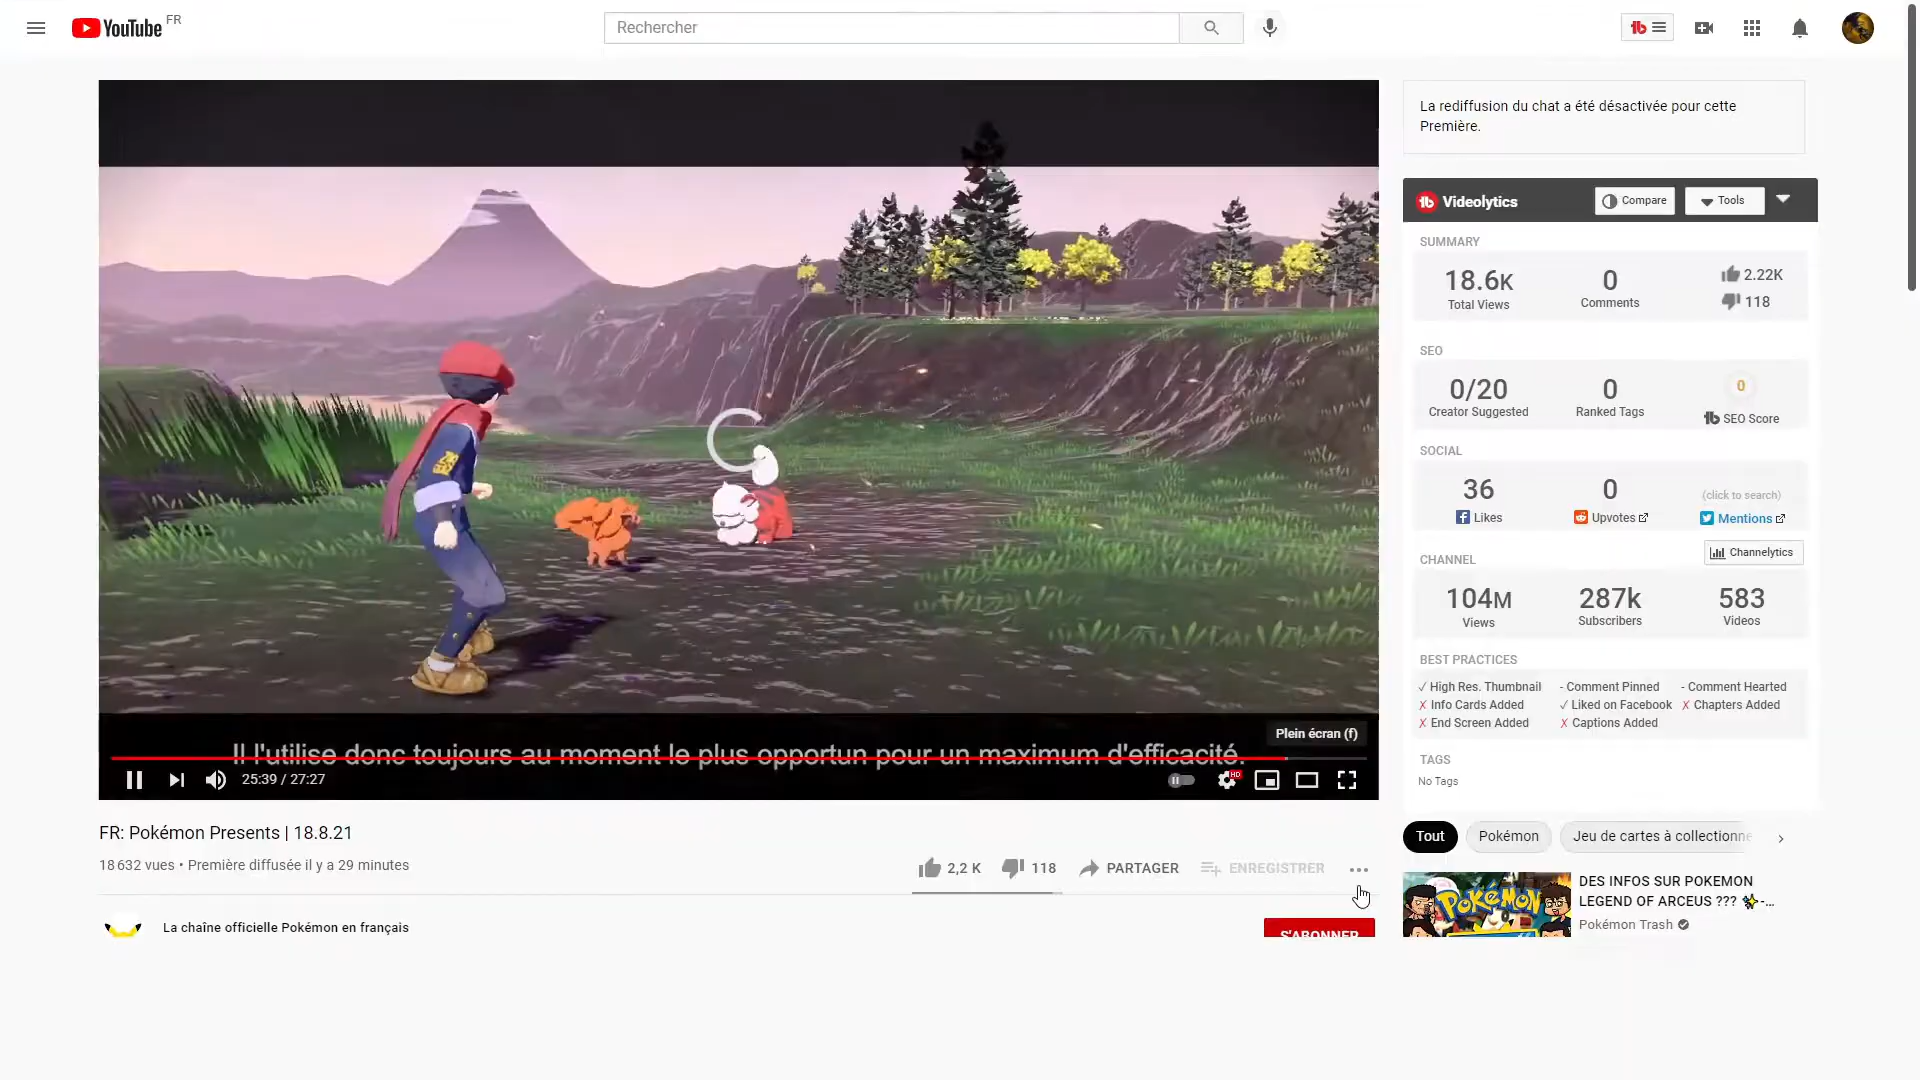 YouTube FR
Rechercher
La rediffusion du chat a été désactivée pour cette
Première.
Videolytics
Compare
Tools
SUMMARY
18.6K
Total Views
0
Comments
2.22K
118
SEO
0/20
Creator Suggested
0
Ranked Tags
0
SEO Score
SOCIAL
36
Likes
0
Upvotes
(click to search)
Mentions
CHANNEL
Channelytics
104M
Views
287k
Subscribers
583
Videos
BEST PRACTICES
✓ High Res. Thumbnail
- Comment Pinned
- Comment Hearted
✗ Info Cards Added
✓ Liked on Facebook
✗ Chapters Added
✗ End Screen Added
✗ Captions Added
TAGS
No Tags
Plein écran (f)
Il l'utilise donc toujours au moment le plus opportun pour un maximum d'efficacité.
25:39 / 27:27
HD
FR: Pokémon Presents | 18.8.21
18 632 vues • Première diffusée il y a 29 minutes
2,2 K
118
PARTAGER
ENREGISTRER
La chaîne officielle Pokémon en français
S'ABONNER
Tout
Pokémon
Jeu de cartes à collectionne
POKÉMON
DES INFOS SUR POKEMON
LEGEND OF ARCEUS ??? ✨-...
Pokémon Trash